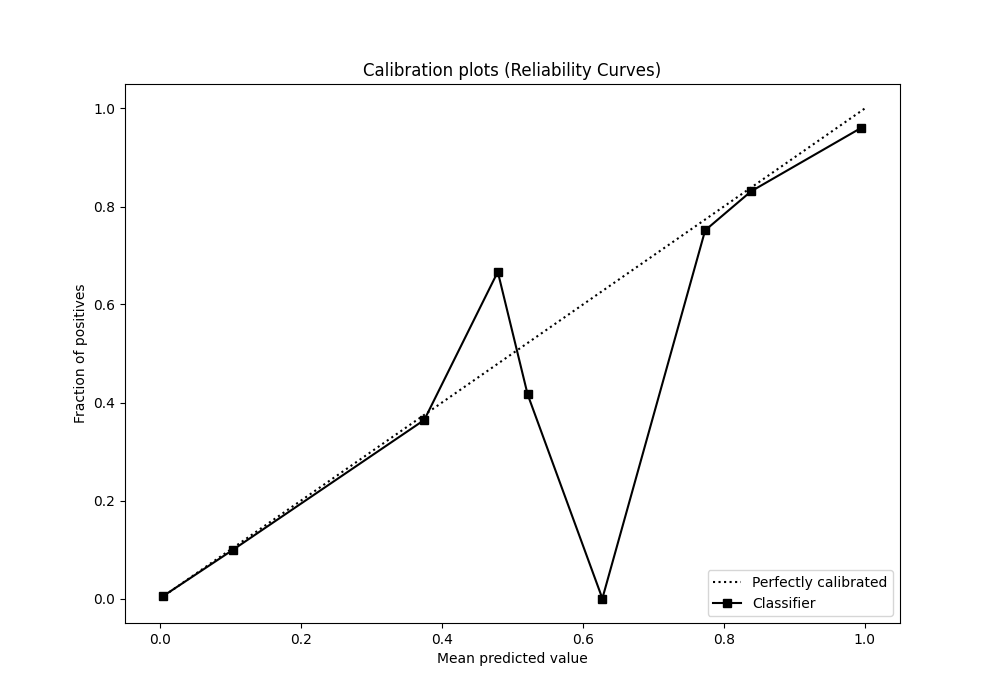 Calibration plots (Reliability Curves)
1.0
0.8
0.6
0.4
0.2
0.0
Fraction of positives
0.0 0.2 0.4 0.6 0.8 1.0
Mean predicted value
Perfectly calibrated
Classifier